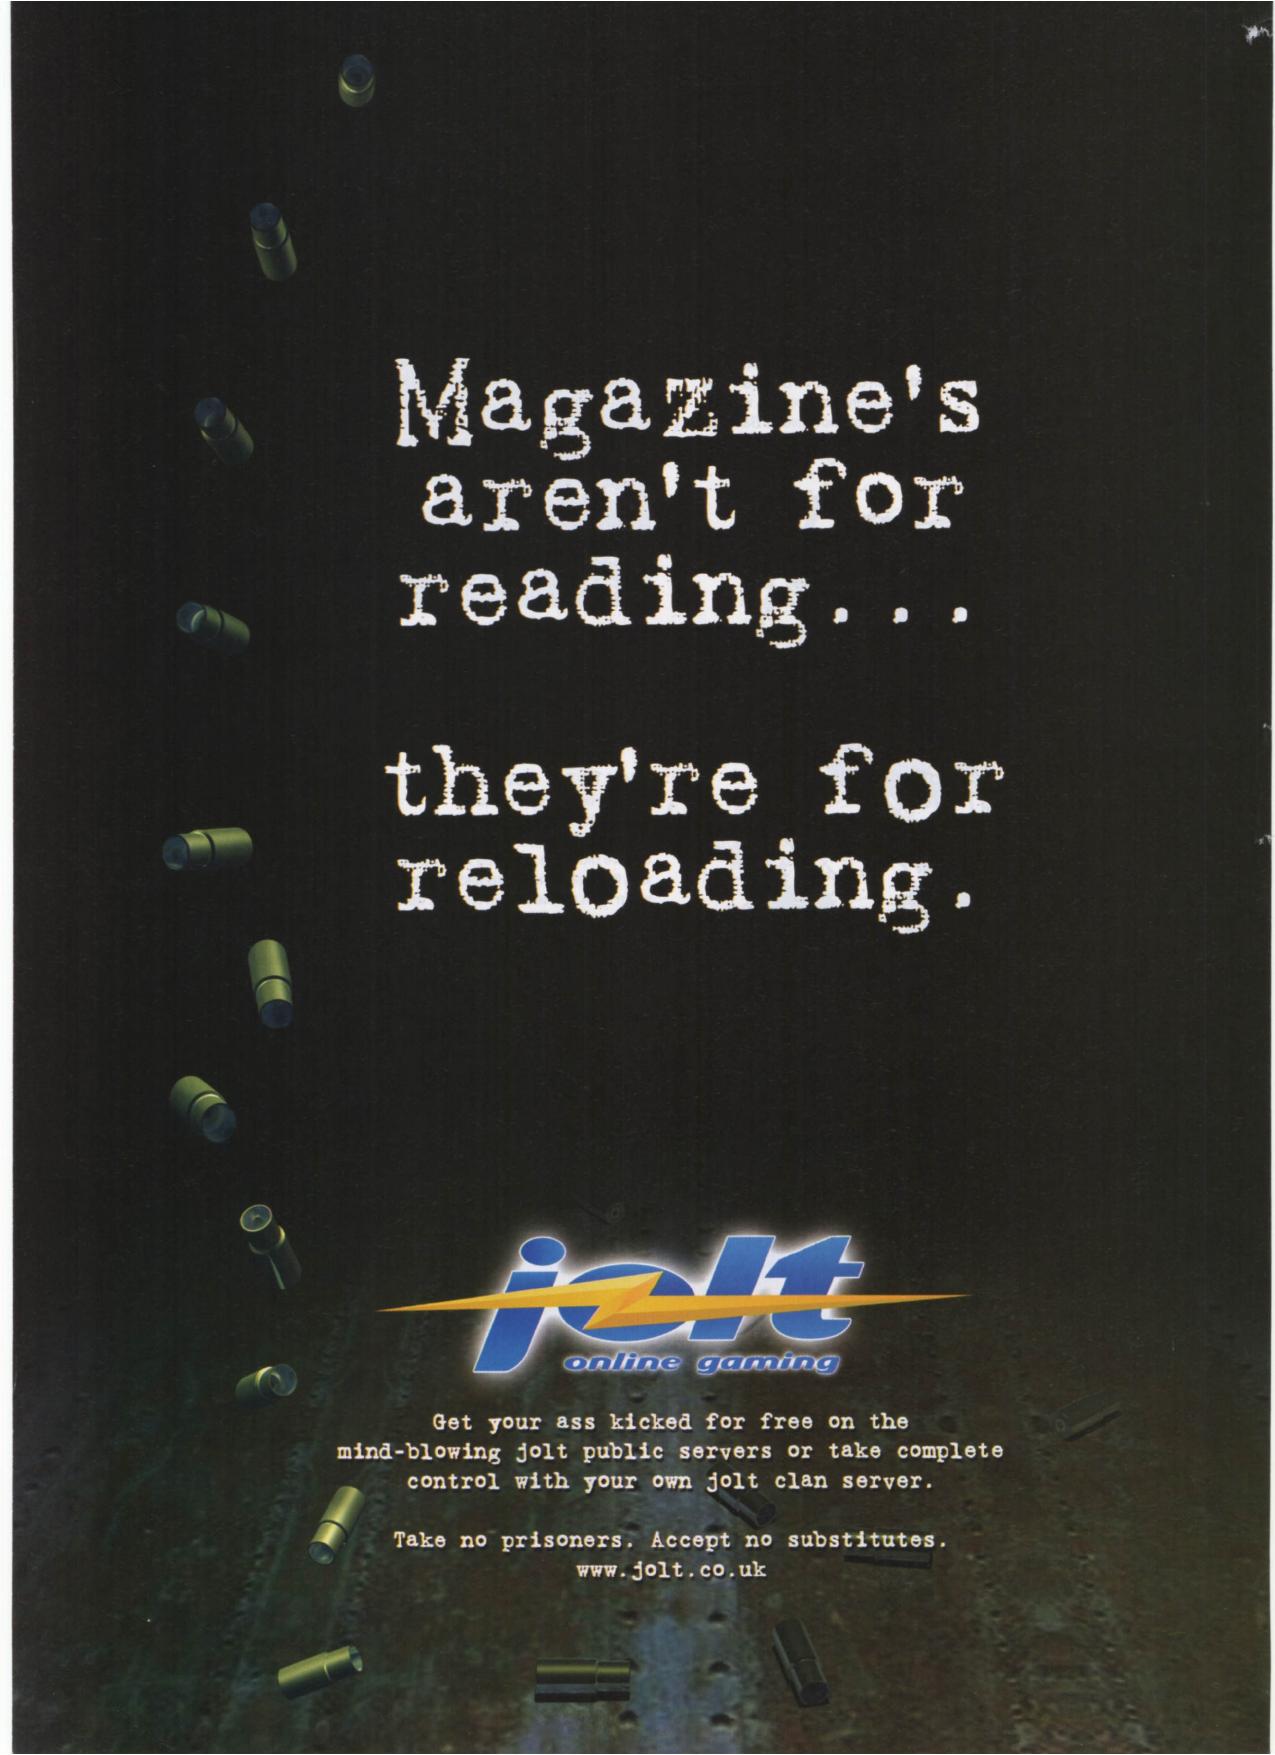 Magazine's
aren't for
reading...
they're for
reloading.
jolt
online gaming
Get your ass kicked for free on the
mind-blowing jolt public servers or take complete
control with your own jolt clan server.
Take no prisoners. Accept no substitutes.
www.jolt.co.uk